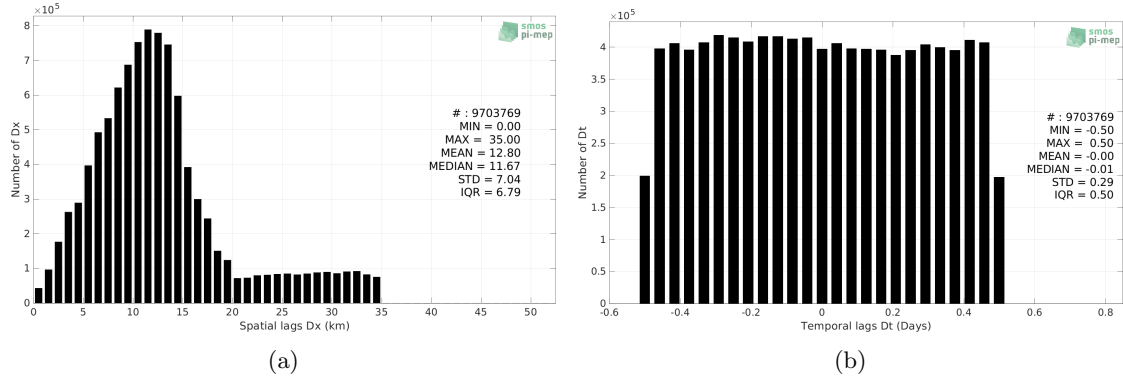 ×10⁵
8
7
6
5
4
3
2
1
0
Number of Dx
0 5 10 15 20 25 30 35 40 45 50
Spatial lags Dx (km)
smos
pi-mep
# : 9703769
MIN = 0.00
MAX = 35.00
MEAN = 12.80
MEDIAN = 11.67
STD = 7.04
IQR = 6.79
(a)
×10⁵
4
3.5
3
2.5
2
1.5
1
0.5
0
Number of Dt
-0.6 -0.4 -0.2 0 0.2 0.4 0.6 0.8
Temporal lags Dt (Days)
smos
pi-mep
# : 9703769
MIN = -0.50
MAX = 0.50
MEAN = -0.00
MEDIAN = -0.01
STD = 0.29
IQR = 0.50
(b)